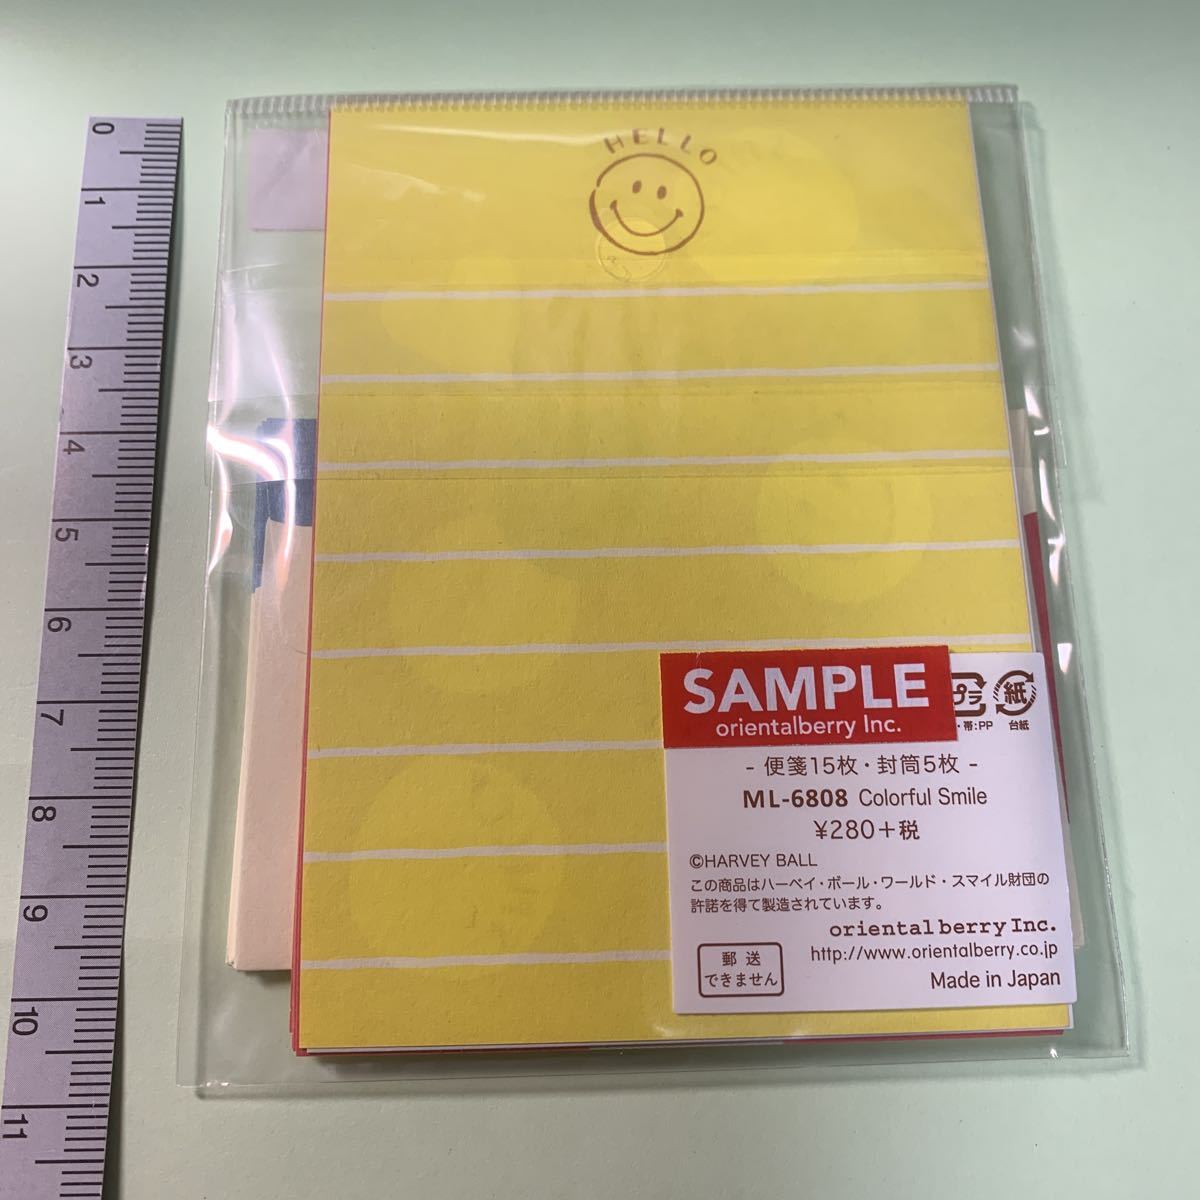 HELLO
0
1
2
3
4
5
6
7
8
9
10
11
SAMPLE
orientalberry Inc.
プラ
紙
・帯:PP
台紙
- 便箋15枚・封筒5枚 -
ML-6808 Colorful Smile
¥280+税
©HARVEY BALL
この商品はハーベイ・ボール・ワールド・スマイル財団の
許諾を得て製造されています。
oriental berry Inc.
郵送
できません
http://www.orientalberry.co.jp
Made in Japan